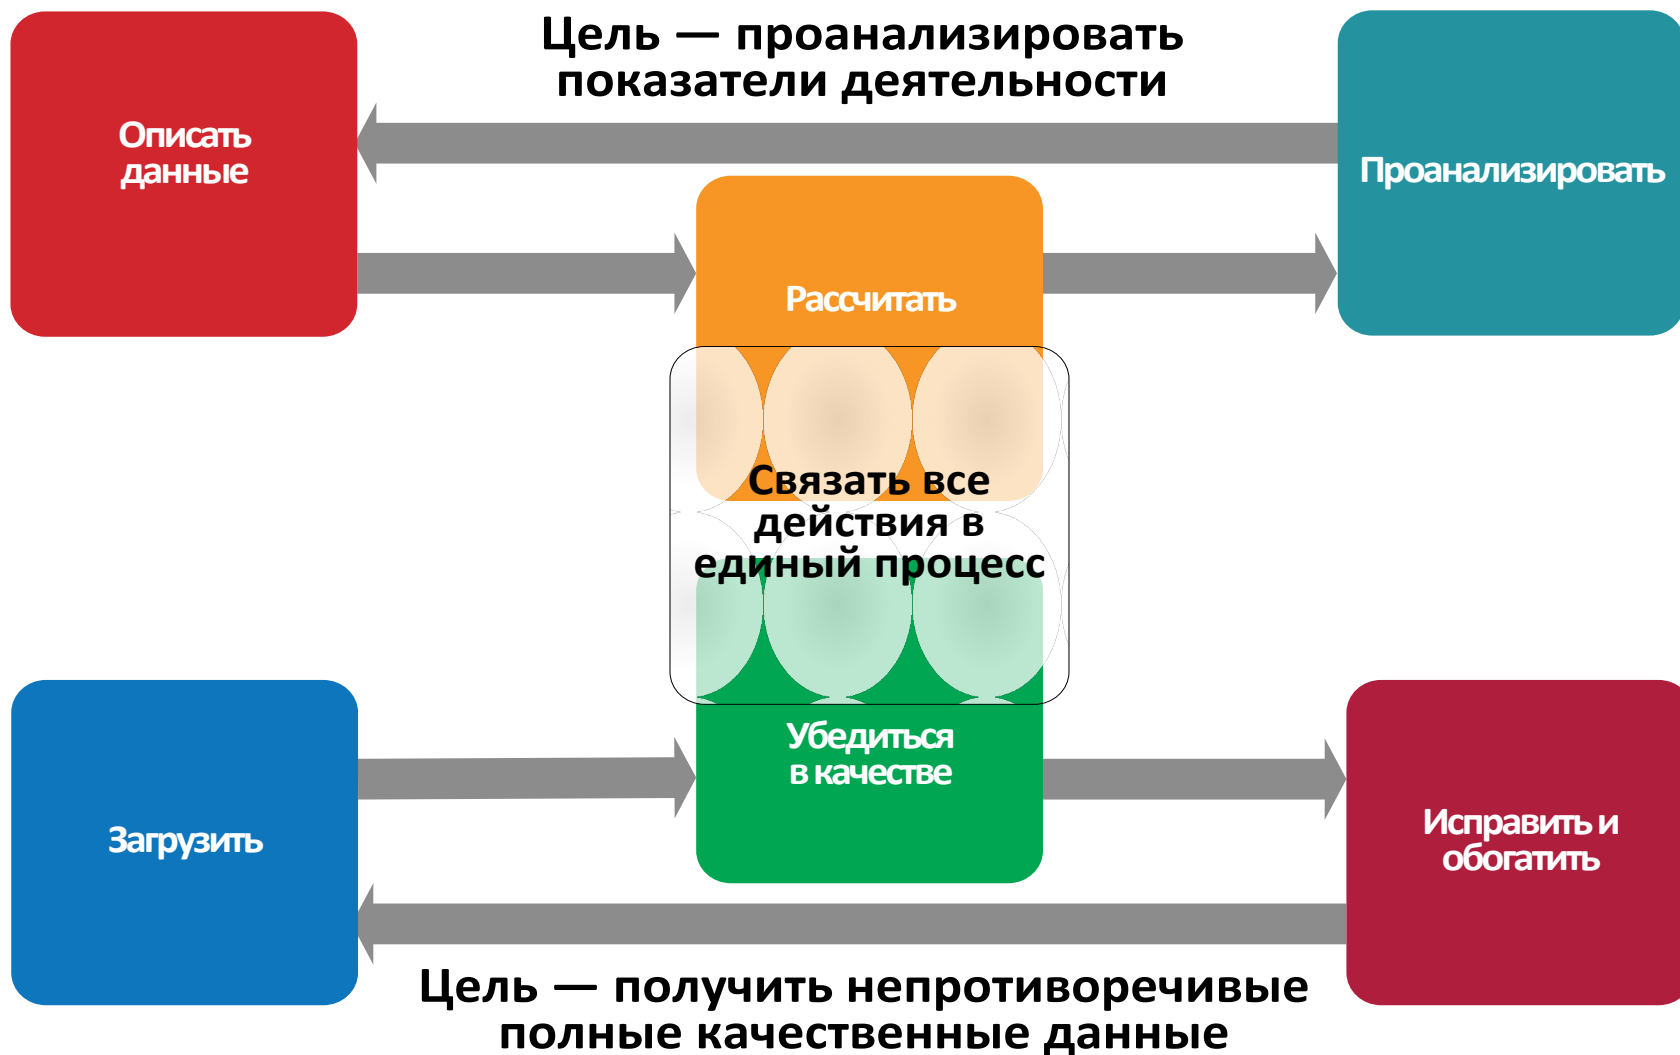 Цель — проанализировать
показатели деятельности
Описать
данные
Проанализировать
Рассчитать
Связать все
действия в
единый процесс
Убедиться
в качестве
Загрузить
Исправить и
обогатить
Цель — получить непротиворечивые
полные качественные данные